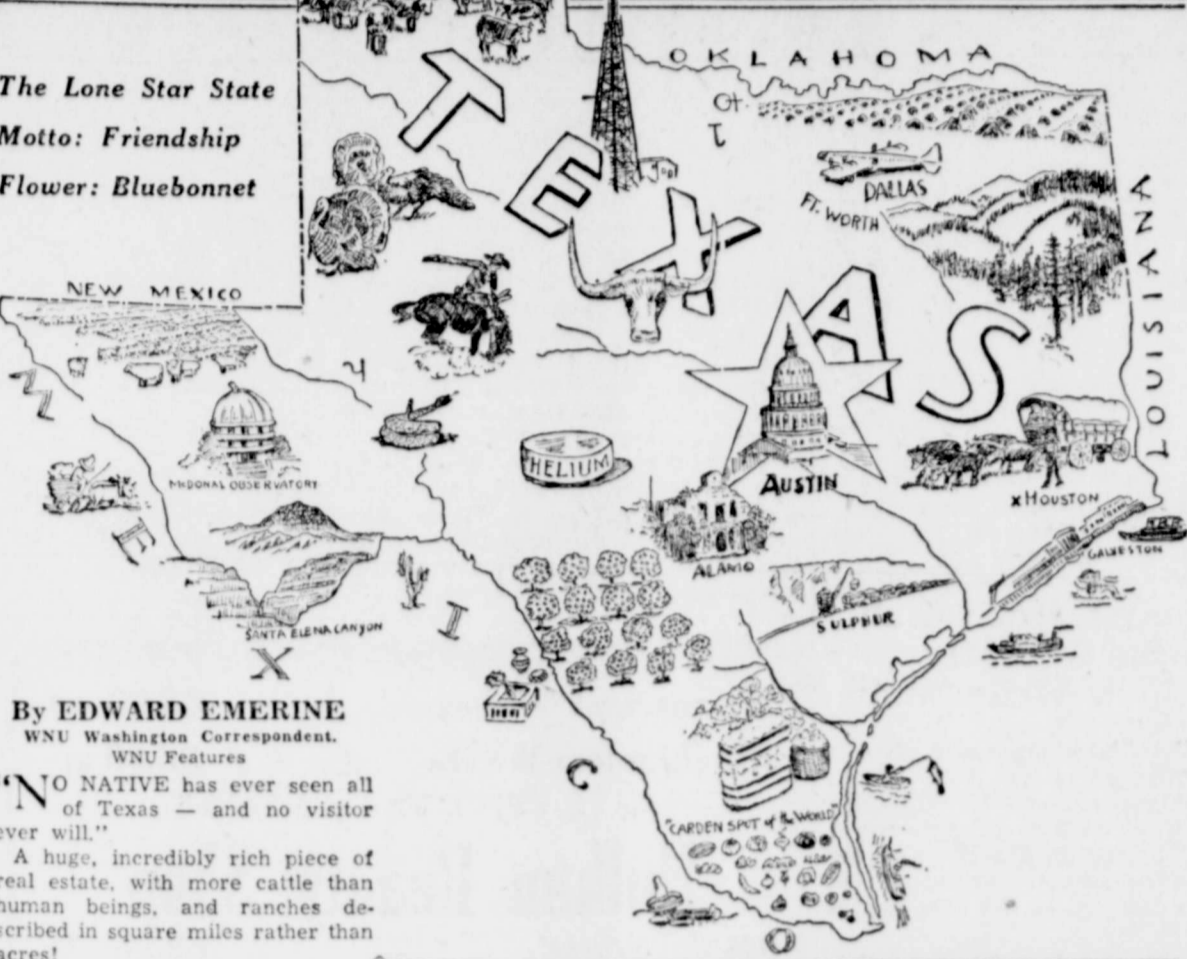 The Lone Star State
Motto: Friendship
Flower: Bluebonnet
OKLAHOMA
TEXAS
DALLAS
FT. WORTH
LOUISIANA
NEW MEXICO
McDONAL OBSERVATORY
HELIUM
AUSTIN
x HOUSTON
GALVESTON
ALAMO
SULPHUR
SANTA ELENA CANYON
MEXICO
"GARDEN SPOT of the WORLD"
By EDWARD EMERINE
WNU Washington Correspondent.
WNU Features
"NO NATIVE has ever seen all
of Texas — and no visitor
ever will."
A huge, incredibly rich piece of
real estate, with more cattle than
human beings, and ranches de-
scribed in square miles rather than
acres!